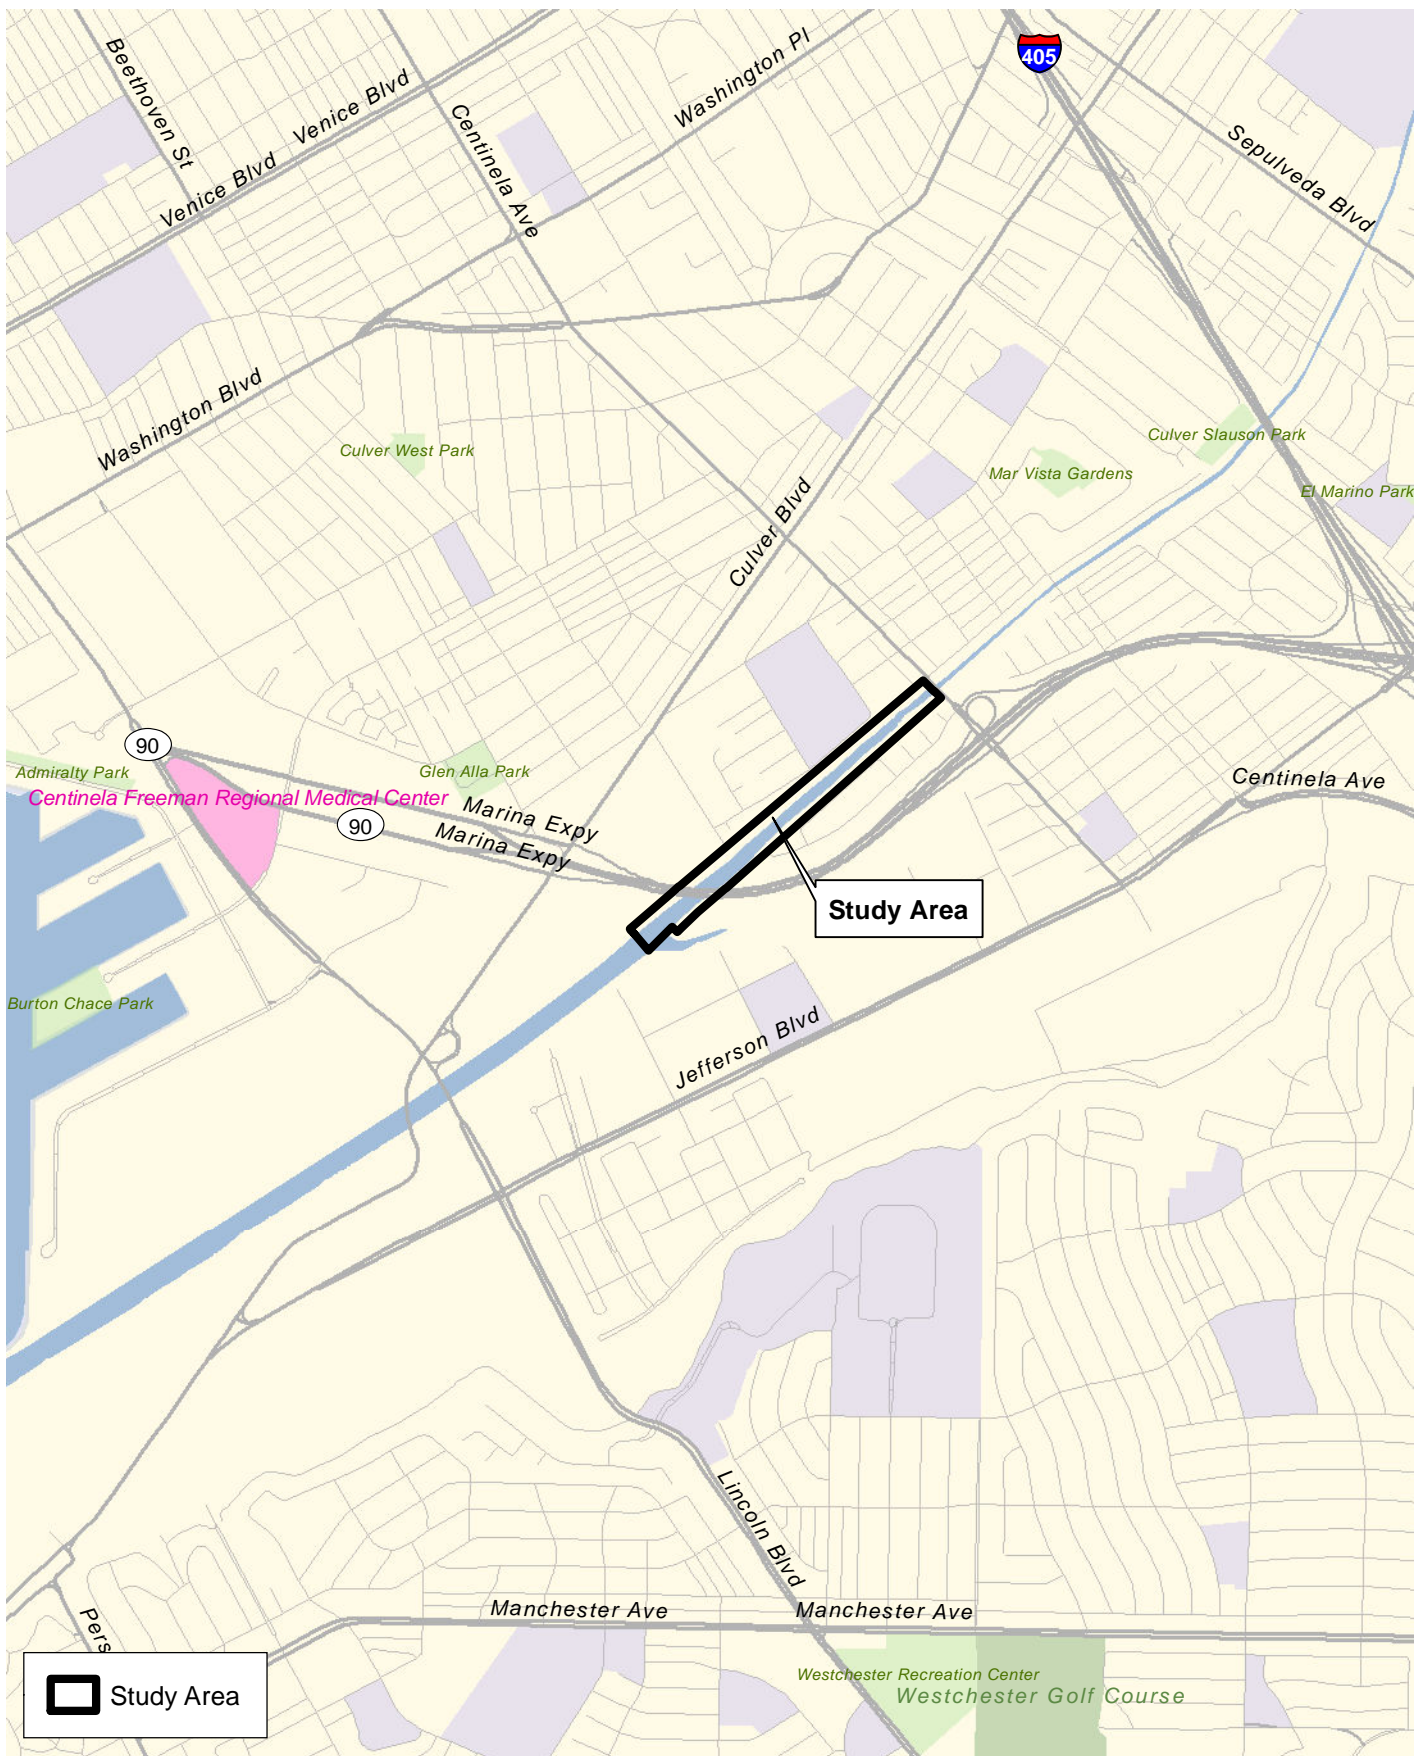 405
Beethoven St
Venice Blvd
Venice Blvd
Centinela Ave
Washington Pl
Sepulveda Blvd
Washington Blvd
Culver West Park
Culver Blvd
Culver Slauson Park
Mar Vista Gardens
El Marino Park
90
Admiralty Park
Glen Alla Park
Centinela Freeman Regional Medical Center
90
Marina Expy
Marina Expy
Centinela Ave
Study Area
Burton Chace Park
Jefferson Blvd
Lincoln Blvd
Manchester Ave
Manchester Ave
Pers
Westchester Recreation Center
Westchester Golf Course
Study Area